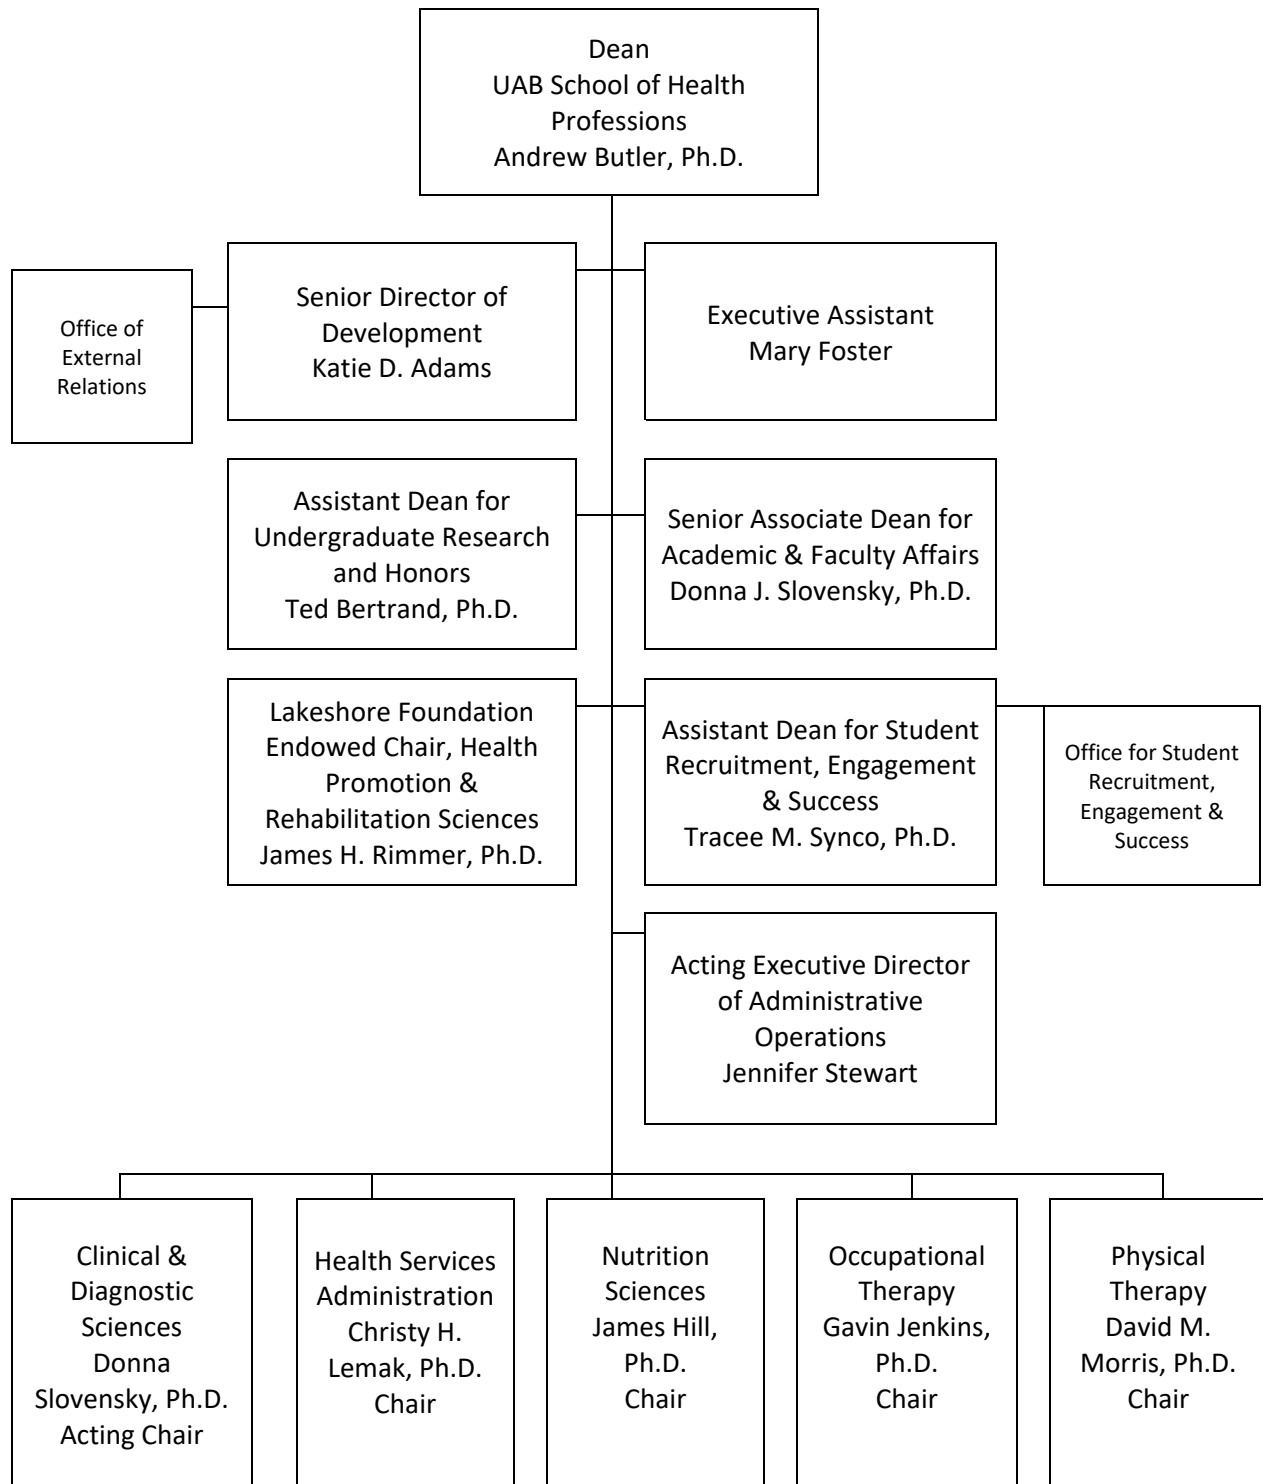 Dean
UAB School of Health
Professions
Andrew Butler, Ph.D.
Office of
External
Relations
Senior Director of
Development
Katie D. Adams
Executive Assistant
Mary Foster
Assistant Dean for
Undergraduate Research
and Honors
Ted Bertrand, Ph.D.
Senior Associate Dean for
Academic & Faculty Affairs
Donna J. Slovensky, Ph.D.
Lakeshore Foundation
Endowed Chair, Health
Promotion &
Rehabilitation Sciences
James H. Rimmer, Ph.D.
Assistant Dean for Student
Recruitment, Engagement
& Success
Tracee M. Synco, Ph.D.
Office for Student
Recruitment,
Engagement &
Success
Acting Executive Director
of Administrative
Operations
Jennifer Stewart
Clinical &
Diagnostic
Sciences
Donna
Slovensky, Ph.D.
Acting Chair
Health Services
Administration
Christy H.
Lemak, Ph.D.
Chair
Nutrition
Sciences
James Hill,
Ph.D.
Chair
Occupational
Therapy
Gavin Jenkins,
Ph.D.
Chair
Physical
Therapy
David M.
Morris, Ph.D.
Chair